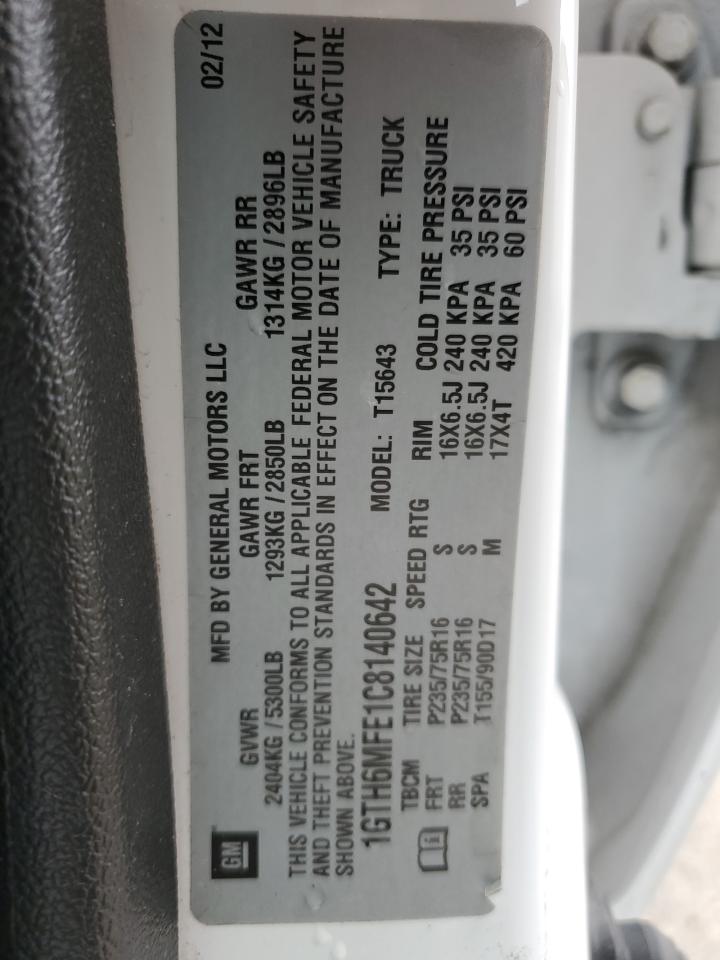 GM
MFD BY GENERAL MOTORS LLC 02/12
GVWR GAWR FRT GAWR RR
2404KG / 5300LB 1293KG / 2850LB 1314KG / 2896LB
THIS VEHICLE CONFORMS TO ALL APPLICABLE FEDERAL MOTOR VEHICLE SAFETY
AND THEFT PREVENTION STANDARDS IN EFFECT ON THE DATE OF MANUFACTURE
SHOWN ABOVE.
1GTH6MFE1C8140642 MODEL: T15643 TYPE: TRUCK
TBCM TIRE SIZE SPEED RTG RIM COLD TIRE PRESSURE
FRT P235/75R16 S 16X6.5J 240 KPA 35 PSI
RR P235/75R16 S 16X6.5J 240 KPA 35 PSI
SPA T155/90D17 M 17X4T 420 KPA 60 PSI